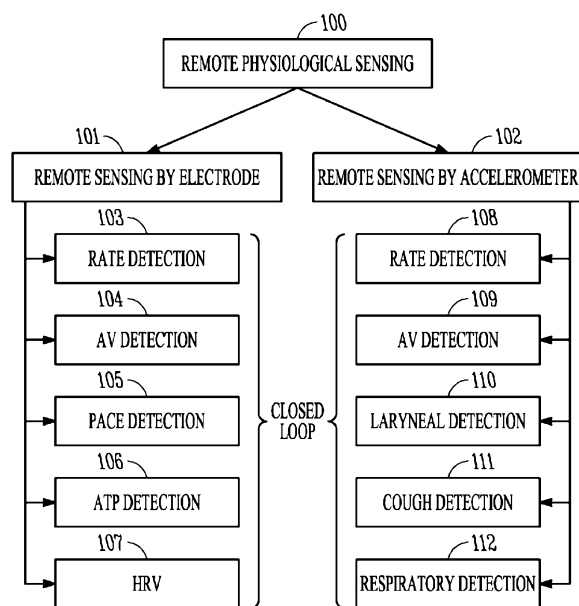 100
REMOTE PHYSIOLOGICAL SENSING
101
REMOTE SENSING BY ELECTRODE
102
REMOTE SENSING BY ACCELEROMETER
103
RATE DETECTION
104
AV DETECTION
105
PACE DETECTION
106
ATP DETECTION
107
HRV
CLOSED
LOOP
108
RATE DETECTION
109
AV DETECTION
110
LARYNEAL DETECTION
111
COUGH DETECTION
112
RESPIRATORY DETECTION